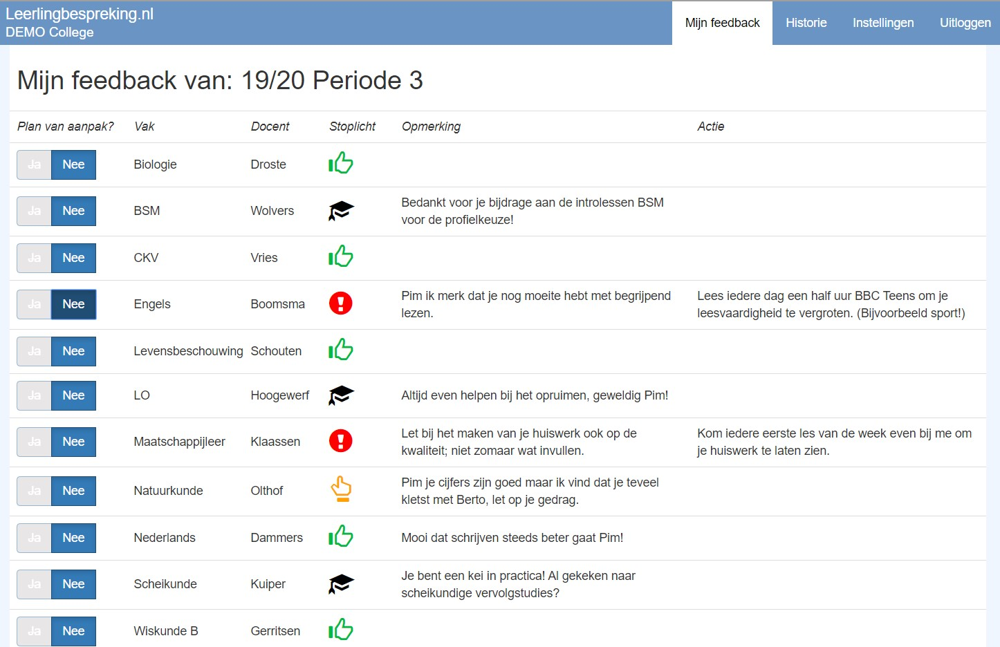 Leerlingbespreking.nl
DEMO College
Mijn feedback Historie Instellingen Uitloggen
Mijn feedback van: 19/20 Periode 3
Plan van aanpak? Vak Docent Stoplicht Opmerking Actie
Ja Nee Biologie Droste
Ja Nee BSM Wolvers Bedankt voor je bijdrage aan de introlessen BSM
voor de profielkeuze!
Ja Nee CKV Vries
Ja Nee Engels Boomsma Pim ik merk dat je nog moeite hebt met begrijpend
lezen.
Lees iedere dag een half uur BBC Teens om je
leesvaardigheid te vergroten. (Bijvoorbeeld sport!)
Ja Nee Levensbeschouwing Schouten
Ja Nee LO Hoogewerf Altijd even helpen bij het opruimen, geweldig Pim!
Ja Nee Maatschappijleer Klaassen Let bij het maken van je huiswerk ook op de
kwaliteit; niet zomaar wat invullen.
Kom iedere eerste les van de week even bij me om
je huiswerk te laten zien.
Ja Nee Natuurkunde Olthof Pim je cijfers zijn goed maar ik vind dat je teveel
kletst met Berto, let op je gedrag.
Ja Nee Nederlands Dammers Mooi dat schrijven steeds beter gaat Pim!
Ja Nee Scheikunde Kuiper Je bent een kei in practica! Al gekeken naar
scheikundige vervolgstudies?
Ja Nee Wiskunde B Gerritsen